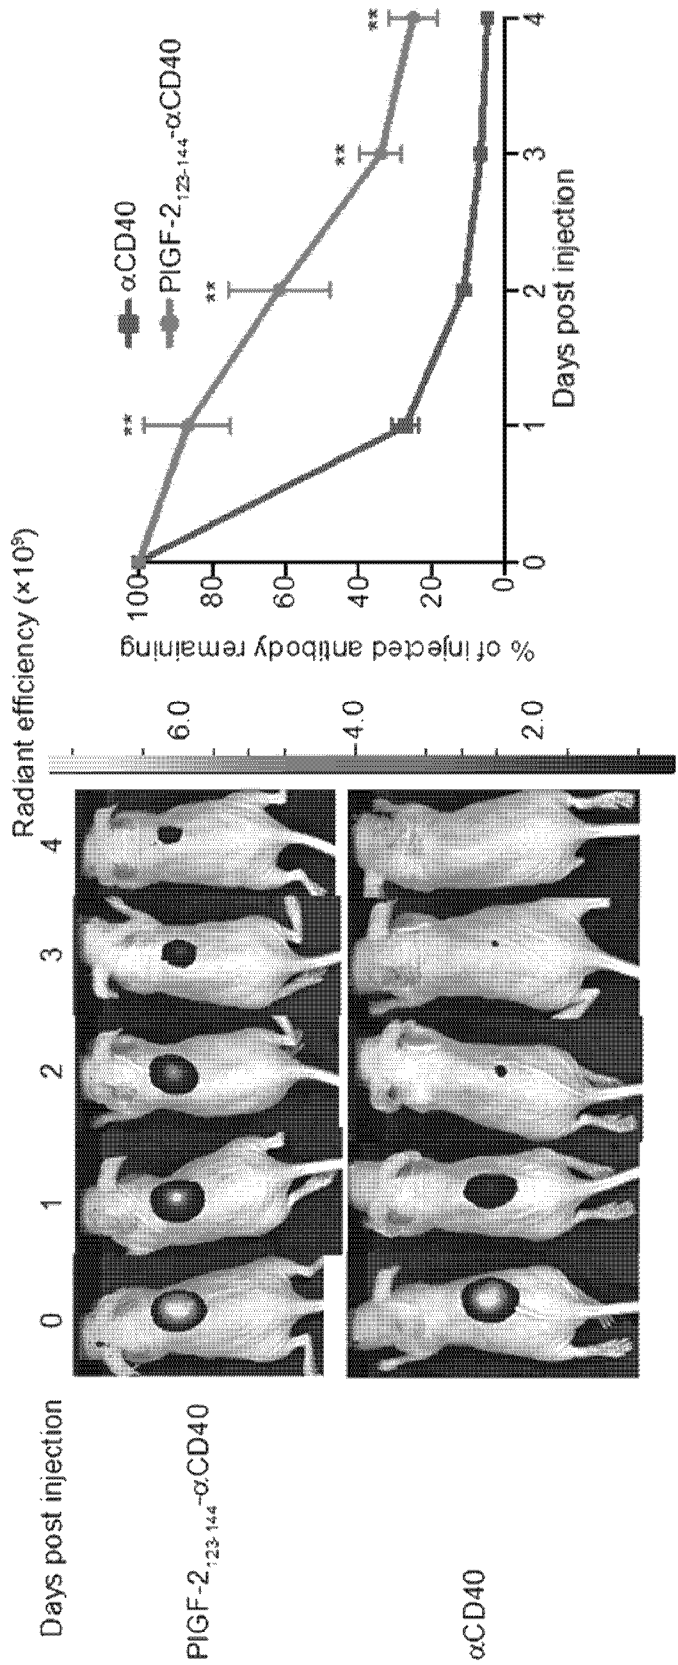 Days post injection
0 1 2 3 4
Radiant efficiency (×10⁹)
PlGF-2₁₂₃₋₁₄₄-αCD40
αCD40
6.0
4.0
2.0
αCD40
PlGF-2₁₂₃₋₁₄₄-αCD40
% of injected antibody remaining
100
80
60
40
20
0
** ** ** **
0 1 2 3 4
Days post injection